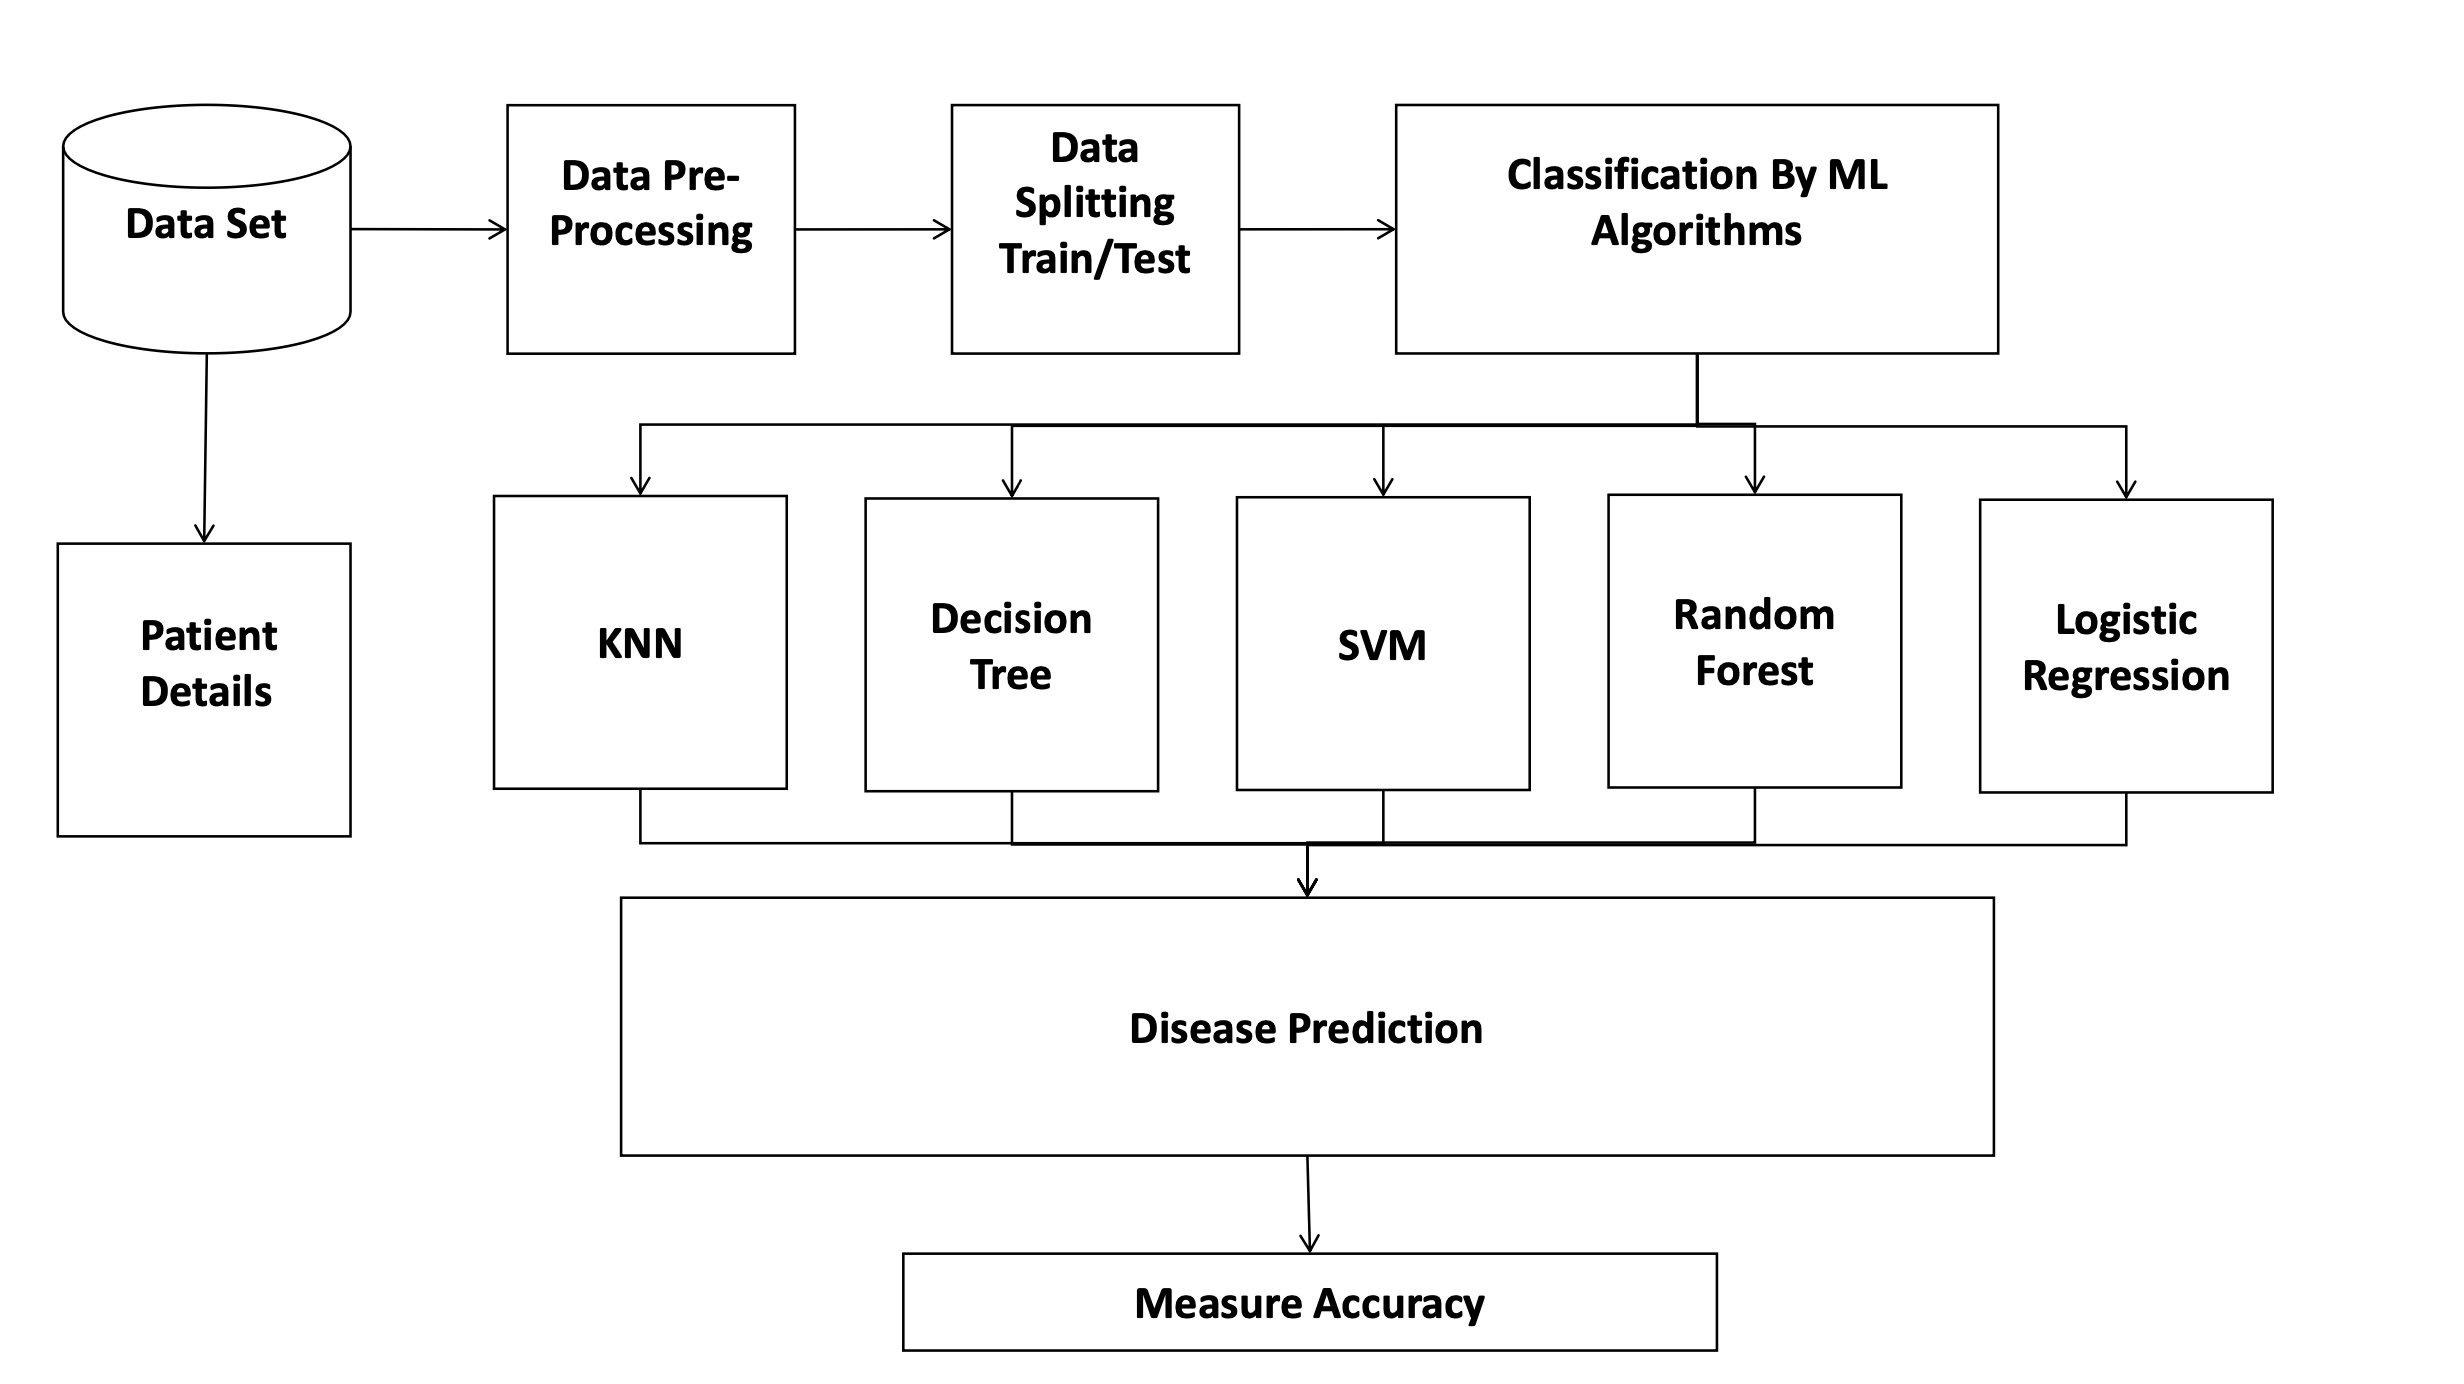 Data Set
Data Pre-
Processing
Data
Splitting
Train/Test
Classification By ML
Algorithms
Patient
Details
KNN
Decision
Tree
SVM
Random
Forest
Logistic
Regression
Disease Prediction
Measure Accuracy